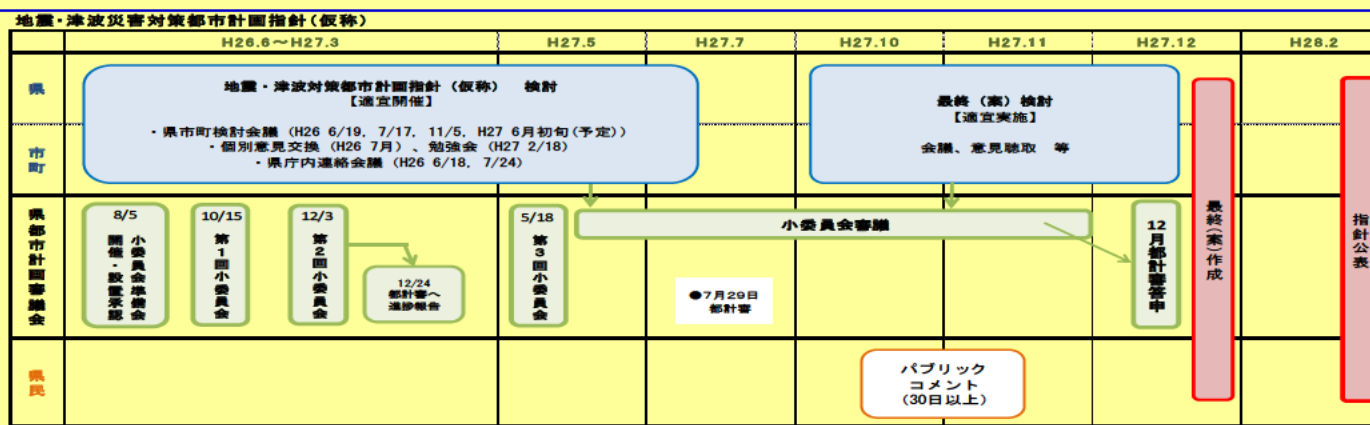 地震・津波災害対策都市計画指針(仮称)
H26.6～H27.3
H27.5
H27.7
H27.10
H27.11
H27.12
H28.2
県
地震・津波対策都市計画指針（仮称） 検討
【適宜開催】
・県市町検討会議（H26 6/19, 7/17, 11/5, H27 6月初旬(予定)）
・個別意見交換（H26 7月）、勉強会（H27 2/18）
・県庁内連絡会議（H26 6/18, 7/24）
最終（案）検討
【適宜実施】
会議、意見聴取 等
市町
県都市計画審議会
8/5
小委員会準備会
開催・設置承認
10/15
第1回小委員会
12/3
第2回小委員会
12/24
都計審へ
進捗報告
5/18
第3回小委員会
小委員会審議
●7月29日
都計審
12月都計審答申
最終(案)作成
指針公表
県民
パブリック
コメント
(30日以上)